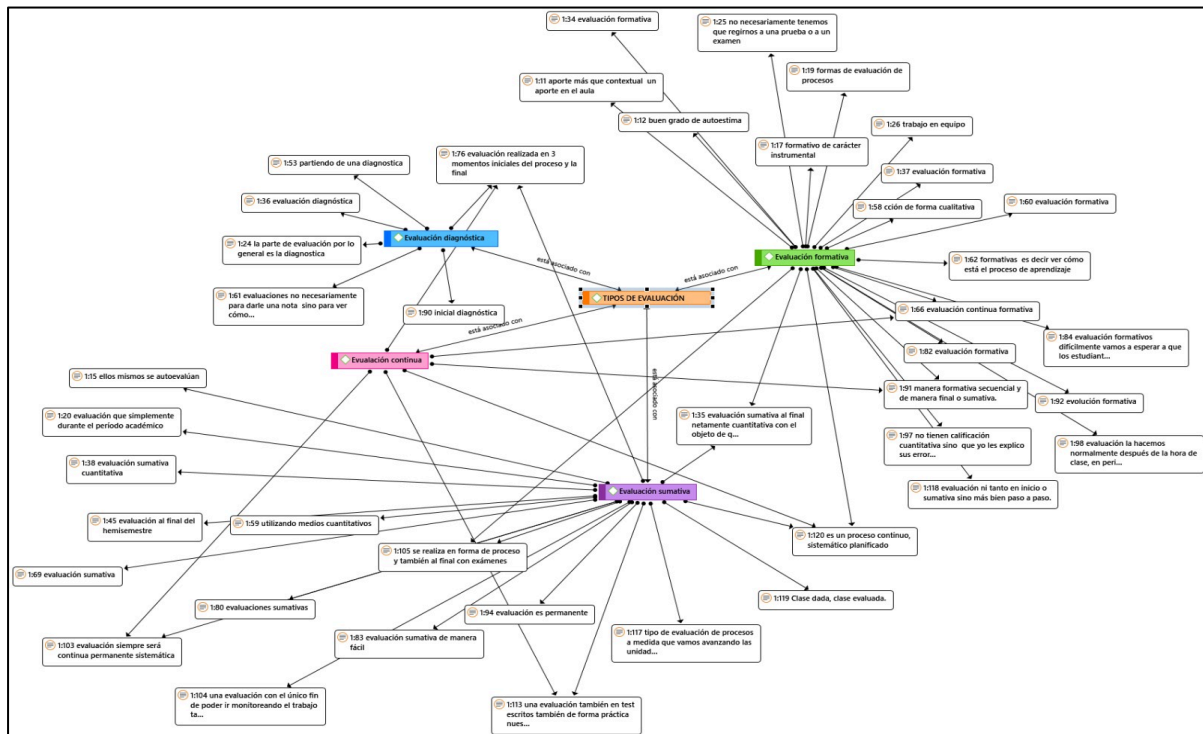 1:34 evaluación formativa
1:25 no necesariamente tenemos
que regirnos a una prueba o a un
examen
1:19 formas de evaluación de
procesos
1:11 aporte más que contextual un
aporte en el aula
1:12 buen grado de autoestima
1:26 trabajo en equipo
1:17 formativo de carácter
instrumental
1:76 evaluación realizada en 3
momentos iniciales del proceso y la
final
1:53 partiendo de una diagnostica
1:37 evaluación formativa
1:36 evaluación diagnóstica
1:58 cción de forma cualitativa
1:60 evaluación formativa
Evaluación diagnóstica
1:24 la parte de evaluación por lo
general es la diagnostica
Evaluación formativa
1:62 formativas es decir ver cómo
está el proceso de aprendizaje
está asociado con
está asociado con
1:61 evaluaciones no necesariamente
para darle una nota sino para ver
cómo...
1:90 inicial diagnóstica
TIPOS DE EVALUACIÓN
1:66 evaluación continua formativa
está asociado con
1:84 evaluación formativos
difícilmente vamos a esperar a que
los estudiant...
Evualación continua
1:82 evaluación formativa
está asociado con
1:15 ellos mismos se autoevalúan
1:91 manera formativa secuencial y
de manera final o sumativa.
1:92 evolución formativa
1:20 evaluación que simplemente
durante el período académico
1:35 evaluación sumativa al final
netamente cuantitativa con el
objeto de q...
1:97 no tienen calificación
cuantitativa sino que yo les explico
sus error...
1:98 evaluación la hacemos
normalmente después de la hora de
clase, en peri...
1:38 evaluación sumativa
cuantitativa
Evaluación sumativa
1:118 evaluación ni tanto en inicio o
sumativa sino más bien paso a paso.
1:45 evaluación al final del
hemisemestre
1:59 utilizando medios cuantitativos
1:120 es un proceso continuo,
sistemático planificado
1:105 se realiza en forma de proceso
y también al final con exámenes
1:69 evaluación sumativa
1:119 Clase dada, clase evaluada.
1:80 evaluaciones sumativas
1:94 evaluación es permanente
1:103 evaluación siempre será
continua permanente sistemática
1:83 evaluación sumativa de manera
fácil
1:117 tipo de evaluación de procesos
a medida que vamos avanzando las
unidad...
1:104 una evaluación con el único fin
de poder ir monitoreando el trabajo
ta...
1:113 una evaluación también en test
escritos también de forma práctica
nues...